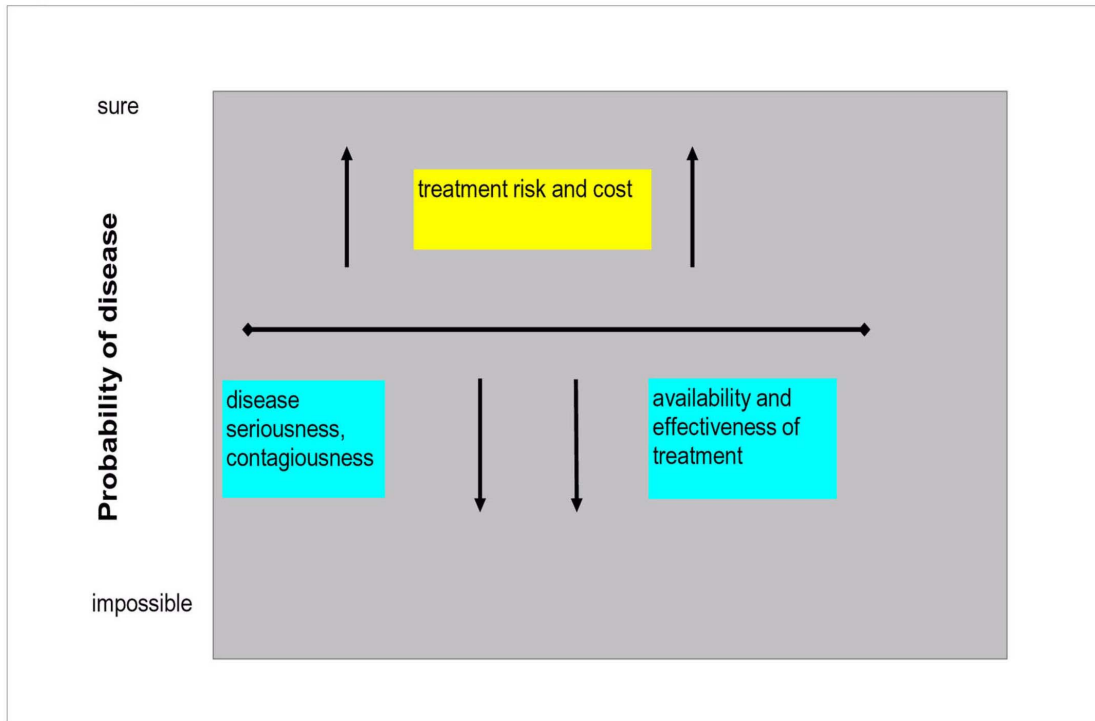 sure
treatment risk and cost
Probability of disease
disease
seriousness,
contagiousness
availability and
effectiveness of
treatment
impossible